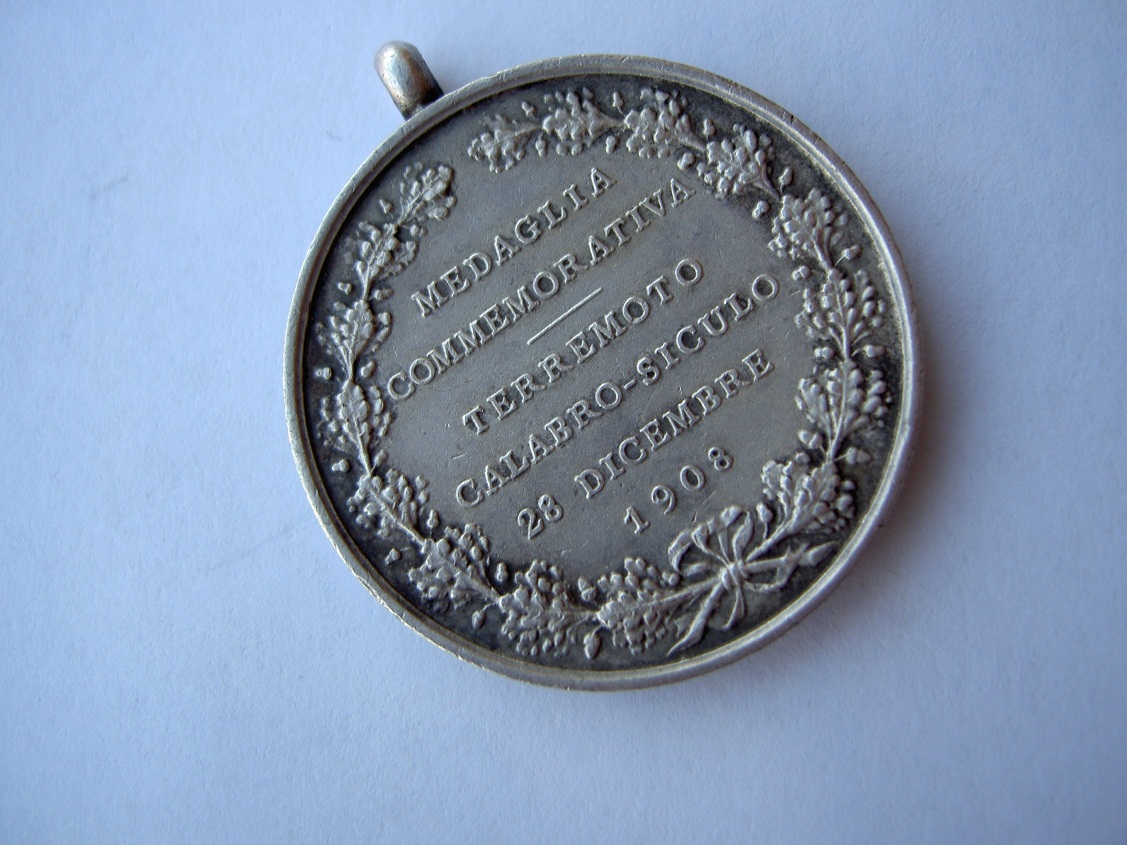 MEDAGLIA
COMMEMORATIVA
TERREMOTO
CALABRO-SICULO
28 DICEMBRE
1908